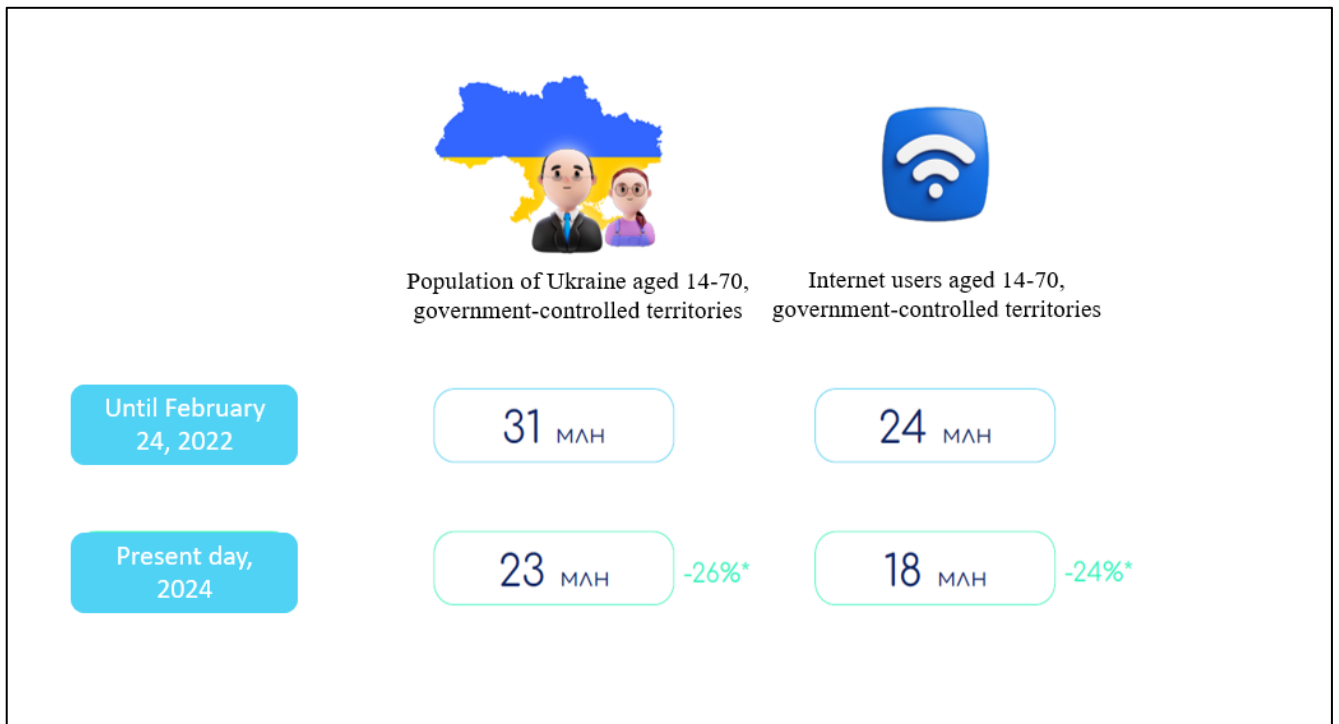 Population of Ukraine aged 14-70,
government-controlled territories
Internet users aged 14-70,
government-controlled territories
Until February
24, 2022
31 млн
24 млн
Present day,
2024
23 млн
-26%*
18 млн
-24%*